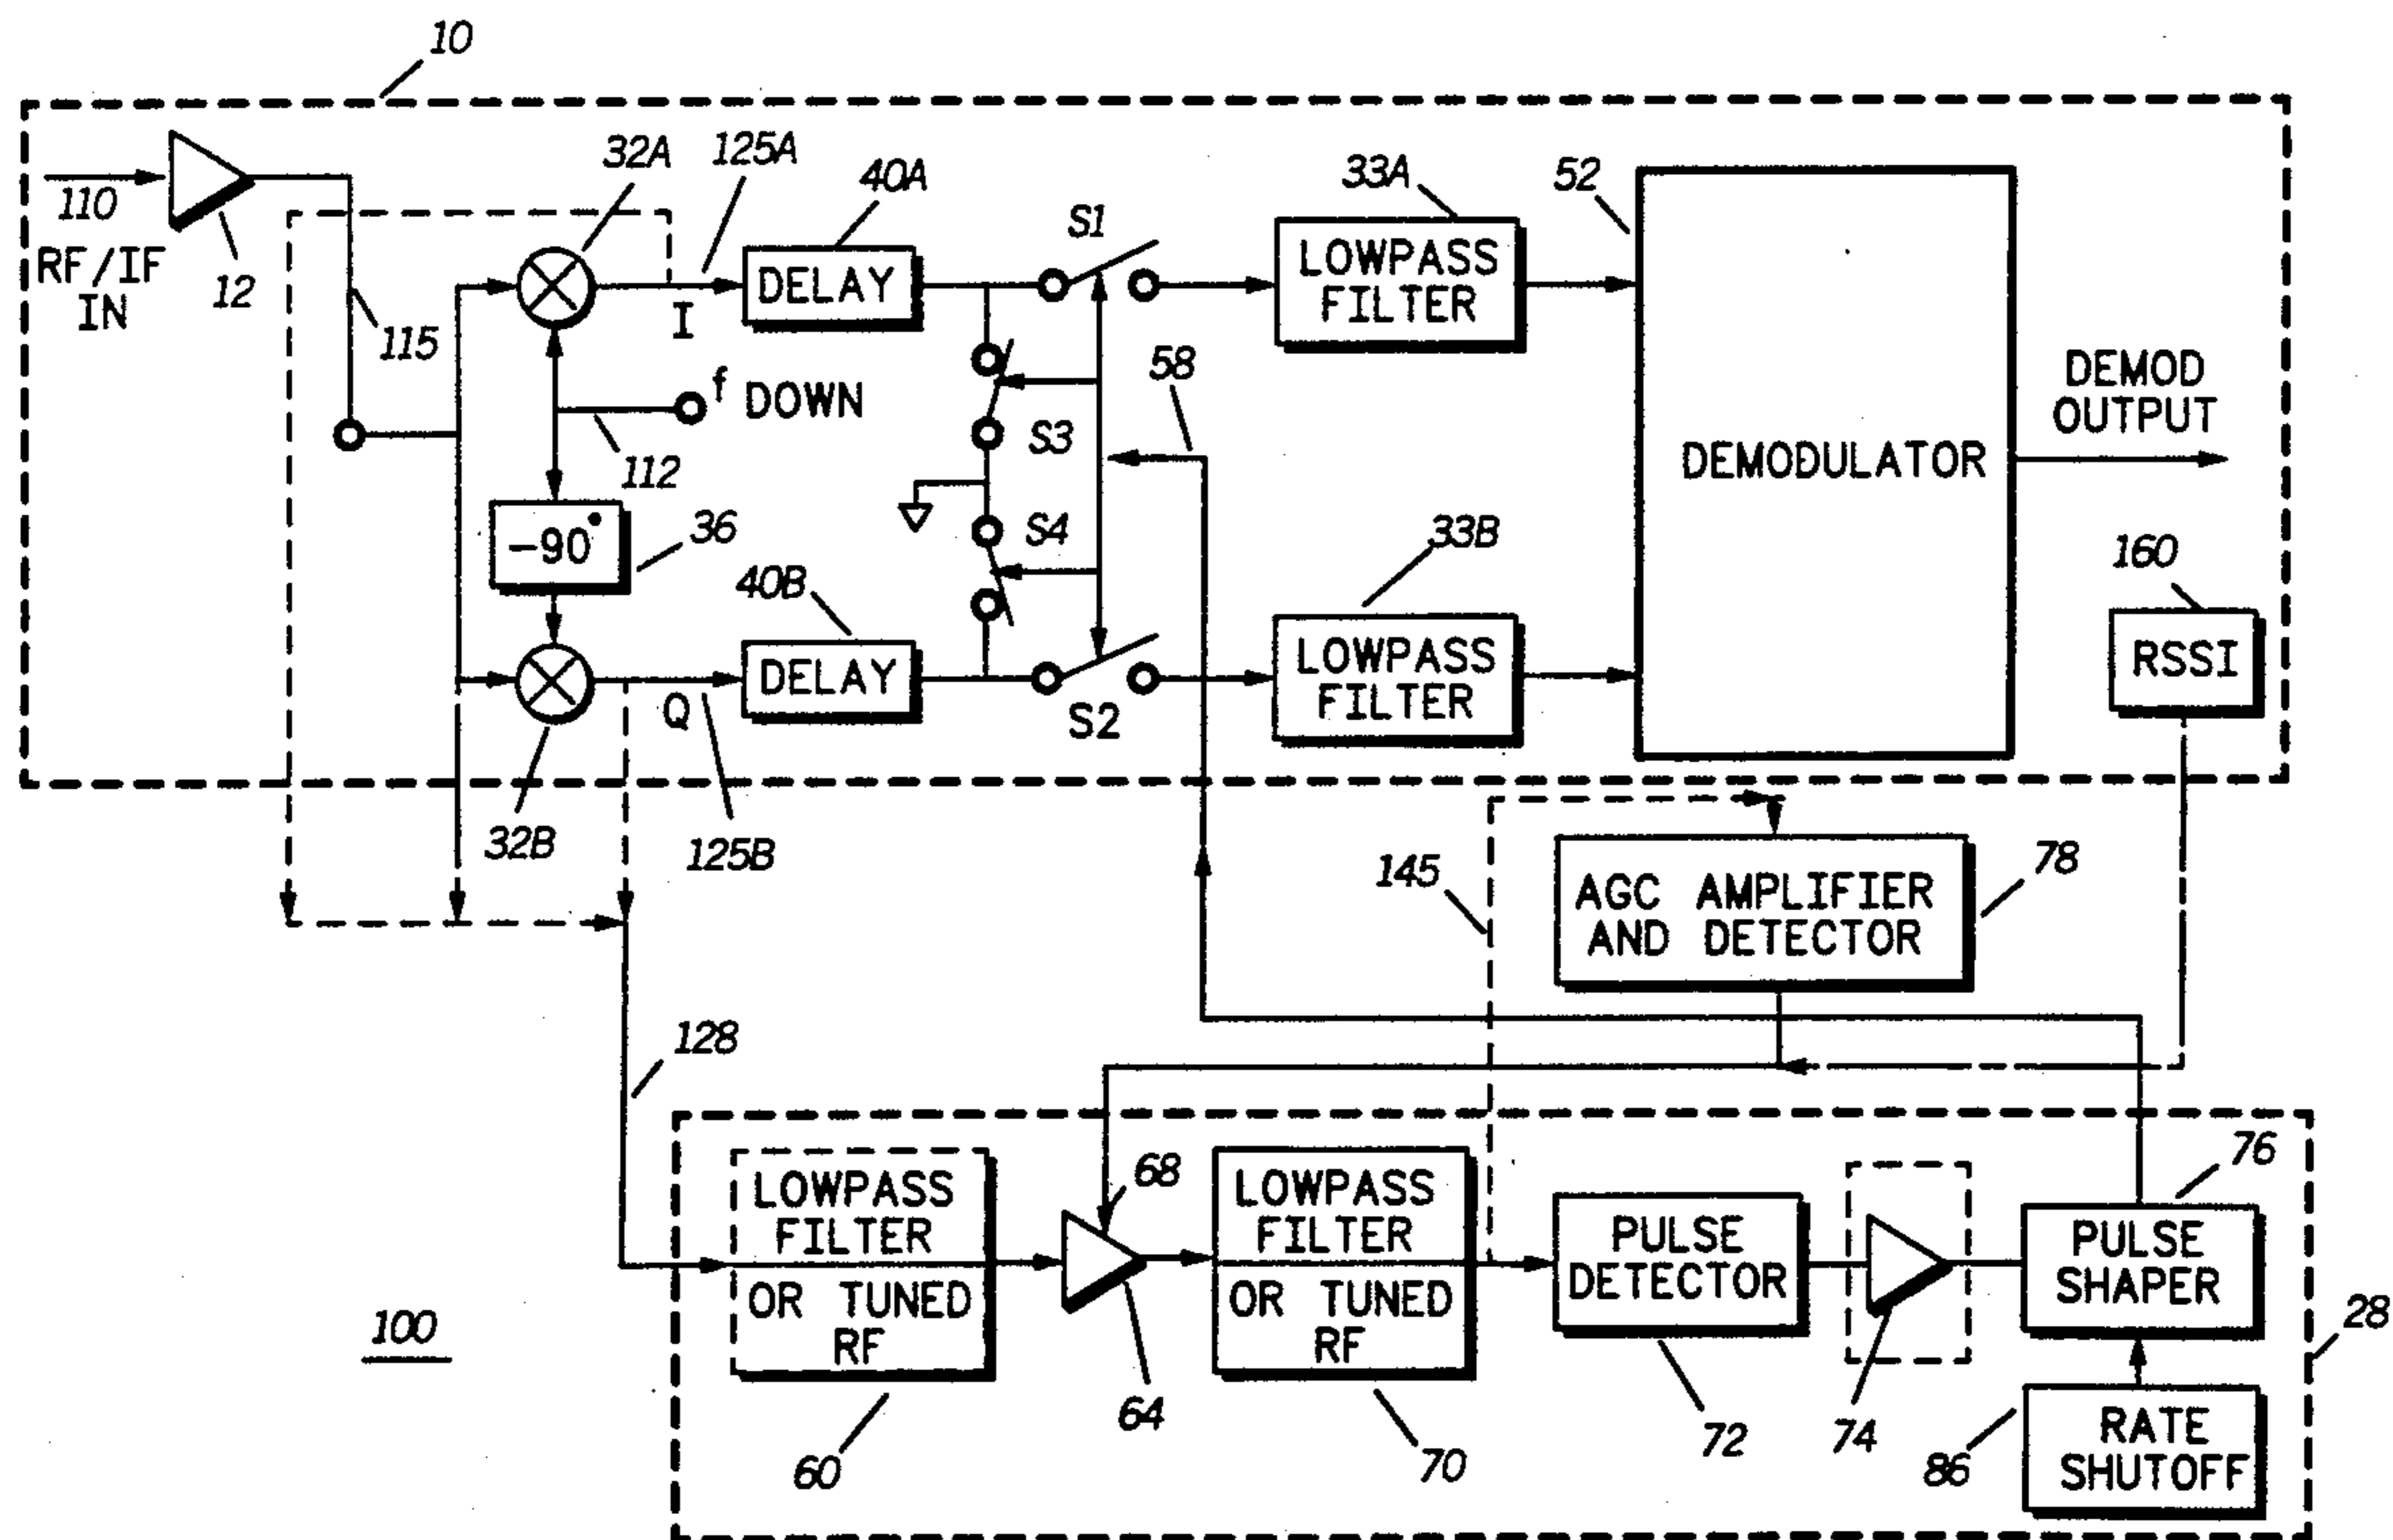 10
110
RF/IF
IN
12
115
32A
125A
I
40A
DELAY
S1
33A
LOWPASS
FILTER
52
DEMODULATOR
DEMOD
OUTPUT
f DOWN
112
S3
58
-90°
36
S4
40B
DELAY
33B
LOWPASS
FILTER
160
RSSI
Q
S2
32B
125B
145
AGC AMPLIFIER
AND DETECTOR
78
128
68
LOWPASS
FILTER
OR TUNED
RF
60
64
LOWPASS
FILTER
OR TUNED
RF
70
PULSE
DETECTOR
72
74
76
PULSE
SHAPER
28
RATE
SHUTOFF
86
100